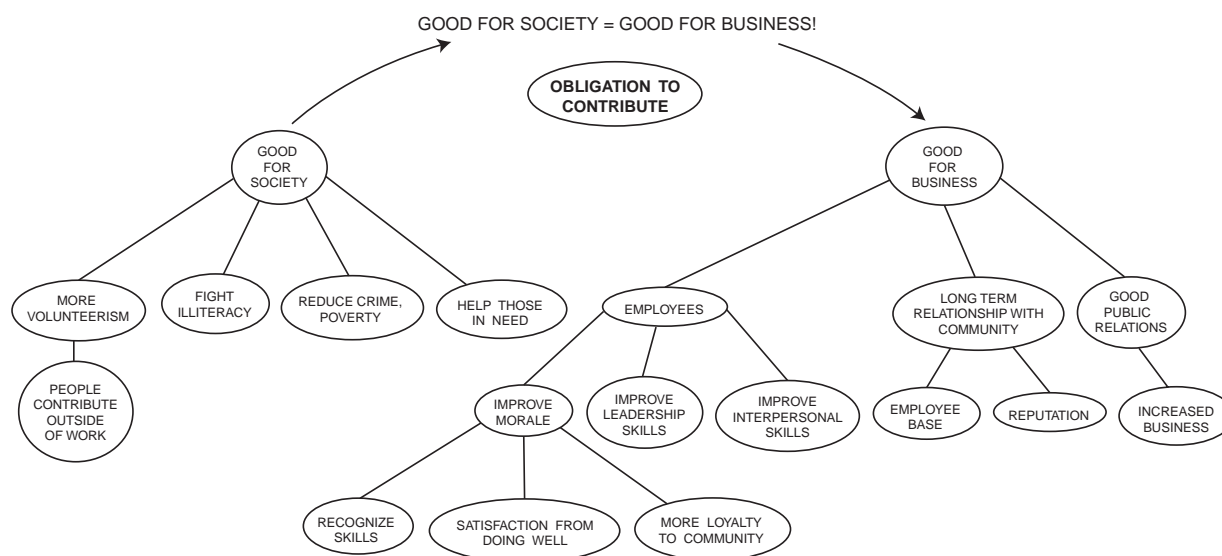 GOOD FOR SOCIETY = GOOD FOR BUSINESS!
OBLIGATION TO
CONTRIBUTE
GOOD
FOR
SOCIETY
GOOD
FOR
BUSINESS
MORE
VOLUNTEERISM
FIGHT
ILLITERACY
REDUCE CRIME,
POVERTY
HELP THOSE
IN NEED
EMPLOYEES
LONG TERM
RELATIONSHIP WITH
COMMUNITY
GOOD
PUBLIC
RELATIONS
PEOPLE
CONTRIBUTE
OUTSIDE
OF WORK
IMPROVE
MORALE
IMPROVE
LEADERSHIP
SKILLS
IMPROVE
INTERPERSONAL
SKILLS
EMPLOYEE
BASE
REPUTATION
INCREASED
BUSINESS
RECOGNIZE
SKILLS
SATISFACTION FROM
DOING WELL
MORE LOYALTY
TO COMMUNITY